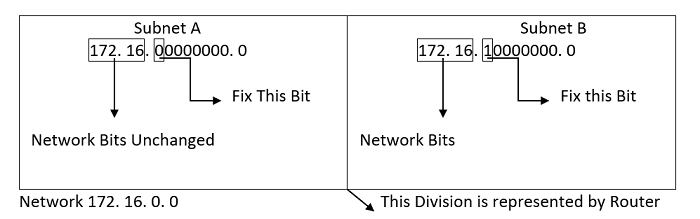 Subnet A
172. 16. 00000000. 0
Fix This Bit
Network Bits Unchanged
Subnet B
172. 16. 10000000. 0
Fix this Bit
Network Bits
Network 172. 16. 0. 0
This Division is represented by Router